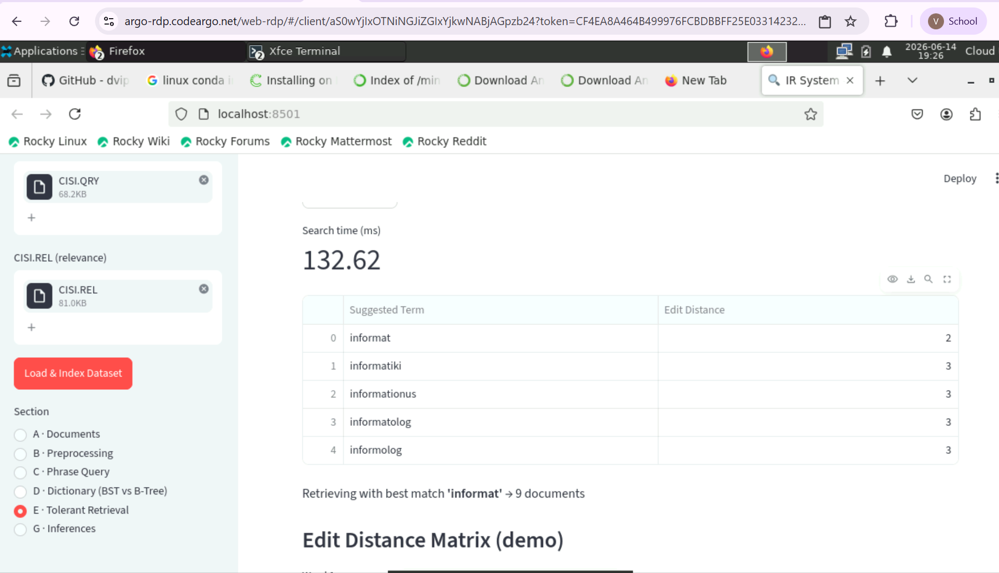 argo-rdp.codeargo.net/web-rdp/#/client/aS0wYjIxOTNiNGJiZGIxYjkwNABjAGpzb24?token=CF4EA8A464B499976FCBDBBFF25E03314232...
V School
Applications
2 Firefox
2 Xfce Terminal
2026-06-14
19:26
Cloud
GitHub - dvip
linux conda i
Installing on
Index of /min
Download An
Download An
New Tab
IR System
localhost:8501
Rocky Linux
Rocky Wiki
Rocky Forums
Rocky Mattermost
Rocky Reddit
CISI.QRY
68.2KB
CISI.REL (relevance)
CISI.REL
81.0KB
Load & Index Dataset
Section
A · Documents
B · Preprocessing
C · Phrase Query
D · Dictionary (BST vs B-Tree)
E · Tolerant Retrieval
G · Inferences
Deploy
Search time (ms)
132.62
Suggested Term Edit Distance
0 informat 2
1 informatiki 3
2 informationus 3
3 informatolog 3
4 informolog 3
Retrieving with best match 'informat' → 9 documents
Edit Distance Matrix (demo)